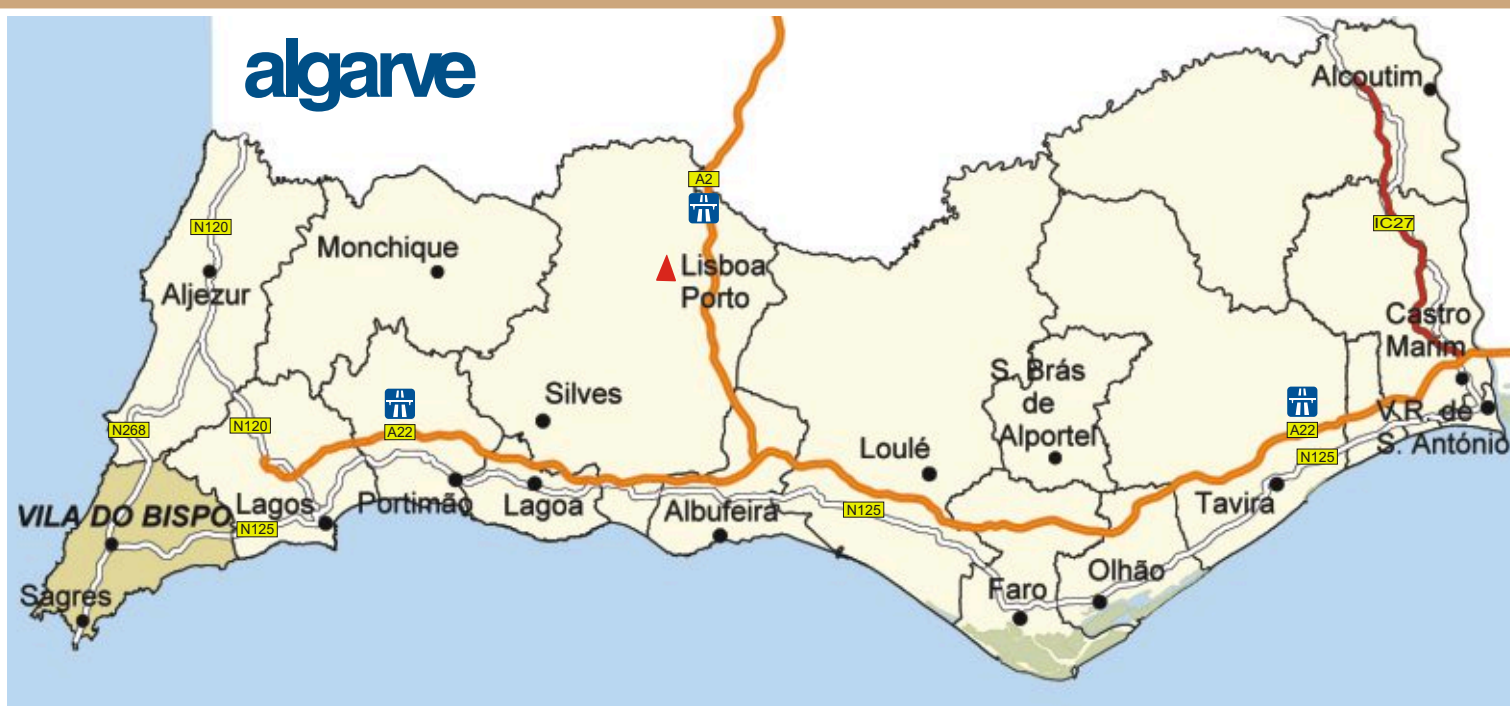 algarve
Alcoutim
A2
N120
IC27
Monchique
Lisboa
Porto
Aljezur
Castro
Marim
S. Brás
de
Alportel
Silves
N268
N120
A22
A22
V.R. de
S. António
Loulé
N125
Lagos
Portimão
Lagoa
Albufeira
N125
Tavira
VILA DO BISPO
N125
Olhão
Faro
Sagres